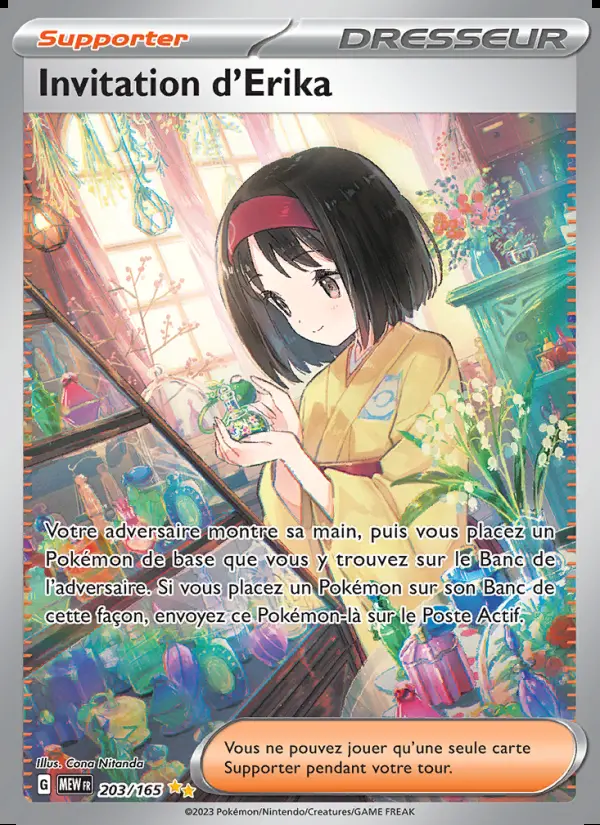 Supporter
DRESSEUR
Invitation d'Erika
Votre adversaire montre sa main, puis vous placez un
Pokémon de base que vous y trouvez sur le Banc de
l'adversaire. Si vous placez un Pokémon sur son Banc de
cette façon, envoyez ce Pokémon-là sur le Poste Actif.
Vous ne pouvez jouer qu'une seule carte
Supporter pendant votre tour.
Illus. Cona Nitanda
G MEW FR 203/165
©2023 Pokémon/Nintendo/Creatures/GAME FREAK